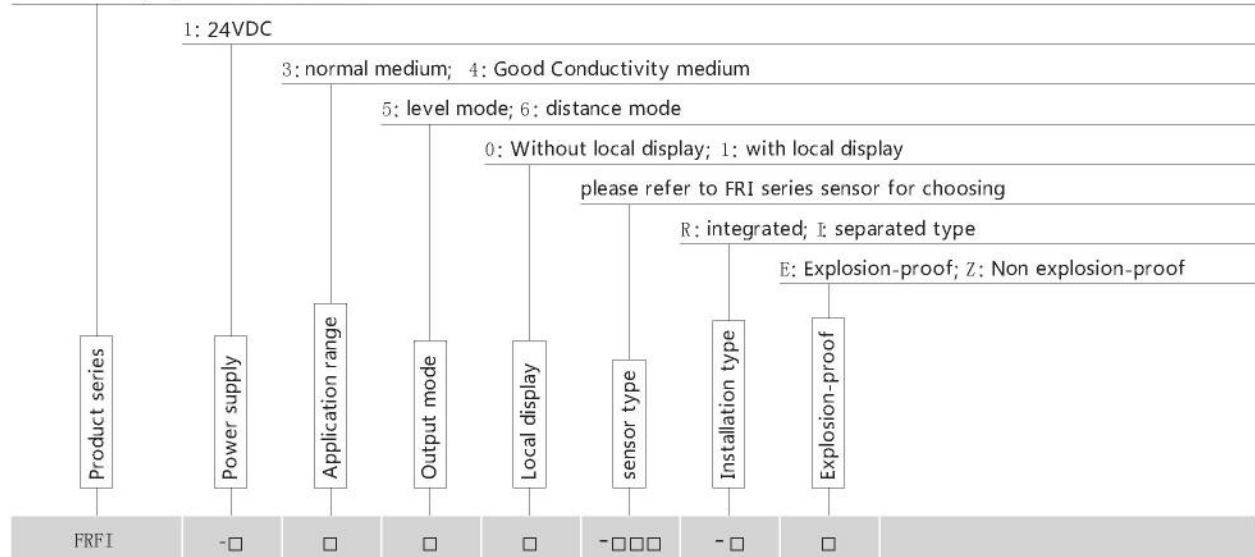 1: 24VDC
3: normal medium; 4: Good Conductivity medium
5: level mode; 6: distance mode
0: Without local display; 1: with local display
please refer to FRI series sensor for choosing
R: integrated; I: separated type
E: Explosion-proof; Z: Non explosion-proof
Product series
Power supply
Application range
Output mode
Local display
sensor type
Installation type
Explosion-proof
FRFI -□ □ □ □ -□□□ -□ □